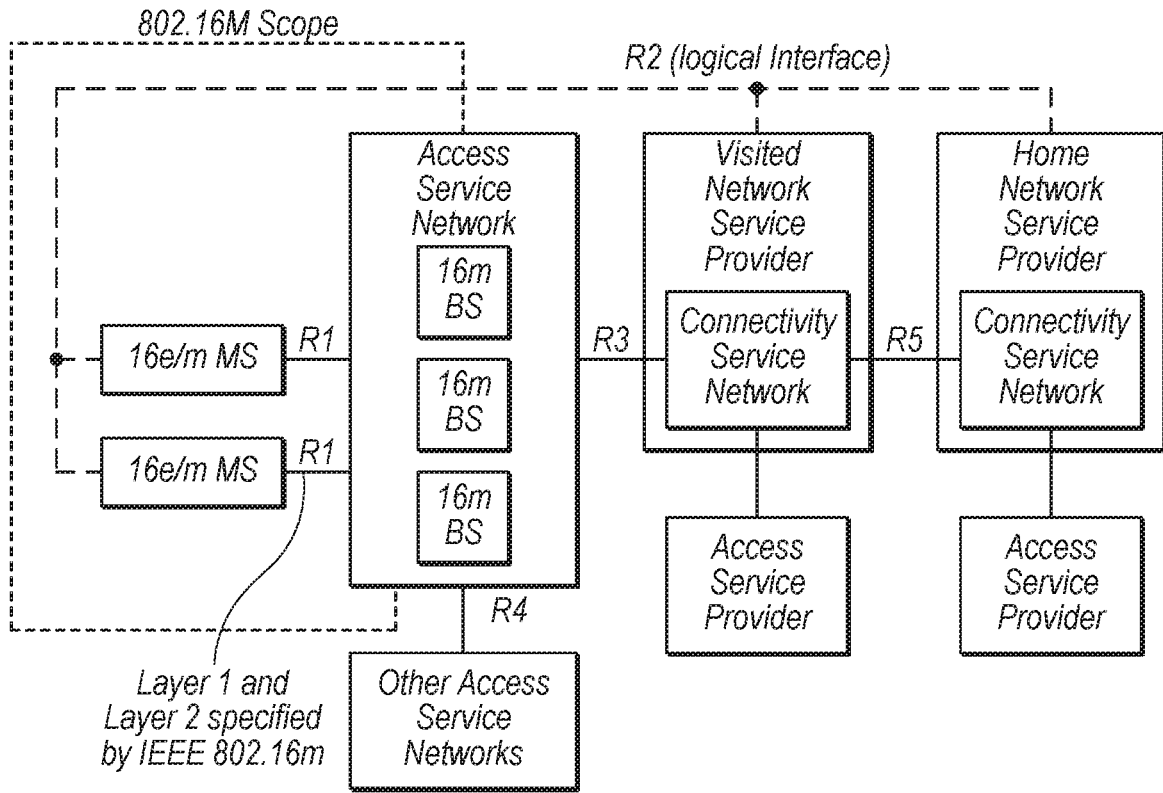 802.16M Scope
R2 (logical Interface)
Access
Service
Network
16m
BS
16m
BS
16m
BS
16e/m MS
R1
16e/m MS
R1
R3
Visited
Network
Service
Provider
Connectivity
Service
Network
R5
Home
Network
Service
Provider
Connectivity
Service
Network
R4
Access
Service
Provider
Access
Service
Provider
Layer 1 and
Layer 2 specified
by IEEE 802.16m
Other Access
Service
Networks